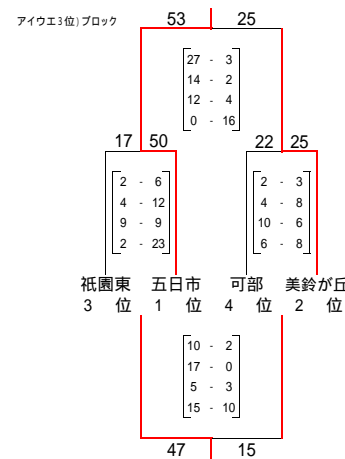 アイウエ3位)ブロック
53 25
27 - 3
14 - 2
12 - 4
0 - 16
17 50 22 25
2 - 6 2 - 3
4 - 12 4 - 8
9 - 9 10 - 6
2 - 23 6 - 8
祇園東 五日市 可部 美鈴が丘
3 位 1 位 4 位 2 位
10 - 2
17 - 0
5 - 3
15 - 10
47 15